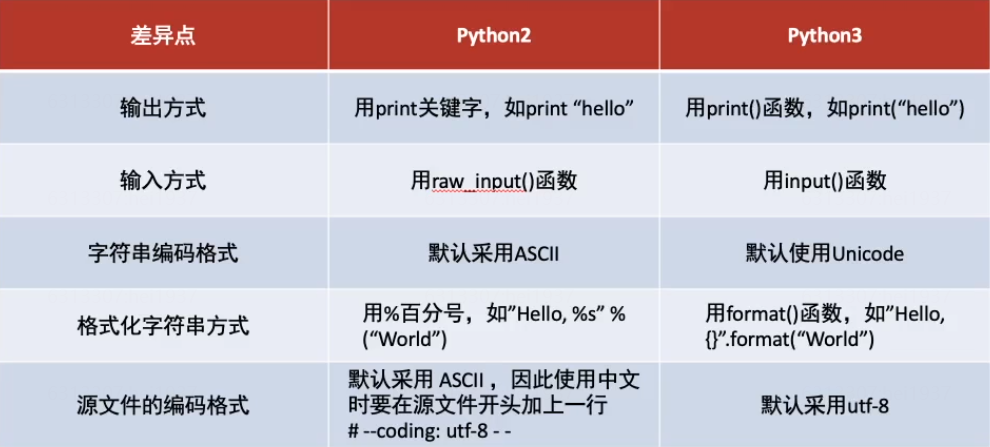 差异点 Python2 Python3
输出方式 用print关键字，如print “hello” 用print()函数，如print(“hello”)
输入方式 用raw_input()函数 用input()函数
字符串编码格式 默认采用ASCII 默认使用Unicode
格式化字符串方式 用%百分号，如”Hello, %s” % 用format()函数，如”Hello,
(“World”) {}”.format(“World”)
源文件的编码格式 默认采用 ASCII ，因此使用中文 默认采用utf-8
时要在源文件开头加上一行
# --coding: utf-8 - -